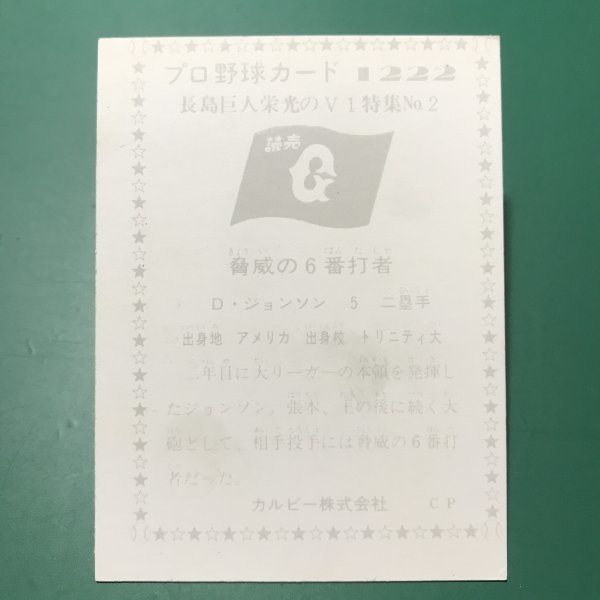 プロ野球カード 1222
長島巨人栄光のV1特集No.2
読売
G
脅威の6番打者
D・ジョンソン 5 二塁手
出身地 アメリカ 出身校 トリニティ大
二年目に大リーガーの本領を発揮し
たジョンソン。張本、王の後に続く大
砲として、相手投手には脅威の6番打
者だった。
カルビー株式会社 CP